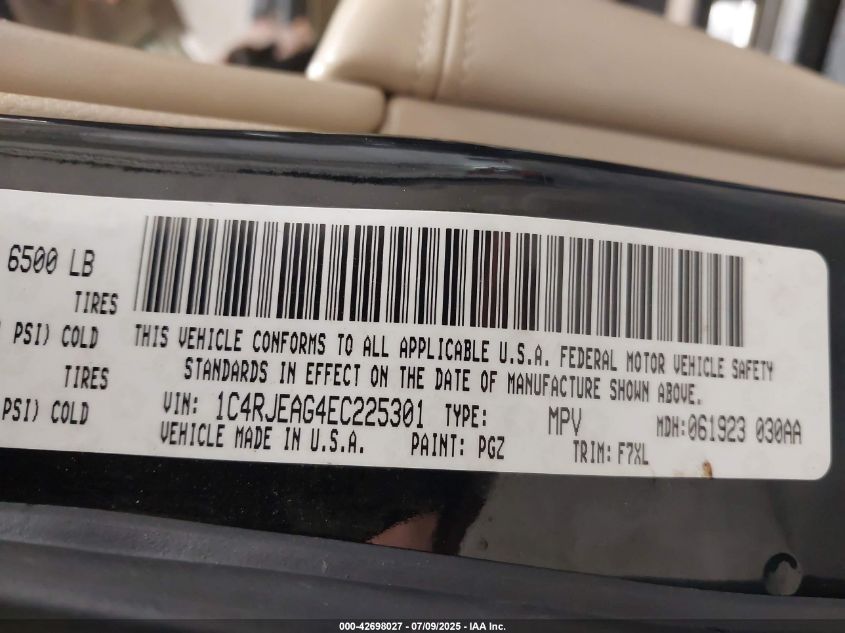 6500 LB
TIRES
PSI) COLD
TIRES
PSI) COLD
THIS VEHICLE CONFORMS TO ALL APPLICABLE U.S.A. FEDERAL MOTOR VEHICLE SAFETY
STANDARDS IN EFFECT ON THE DATE OF MANUFACTURE SHOWN ABOVE.
VIN: 1C4RJEAG4EC225301 TYPE: MPV MDH:061923 030AA
VEHICLE MADE IN U.S.A. PAINT: PGZ TRIM: F7XL
000-42698027 - 07/09/2025 - IAA Inc.